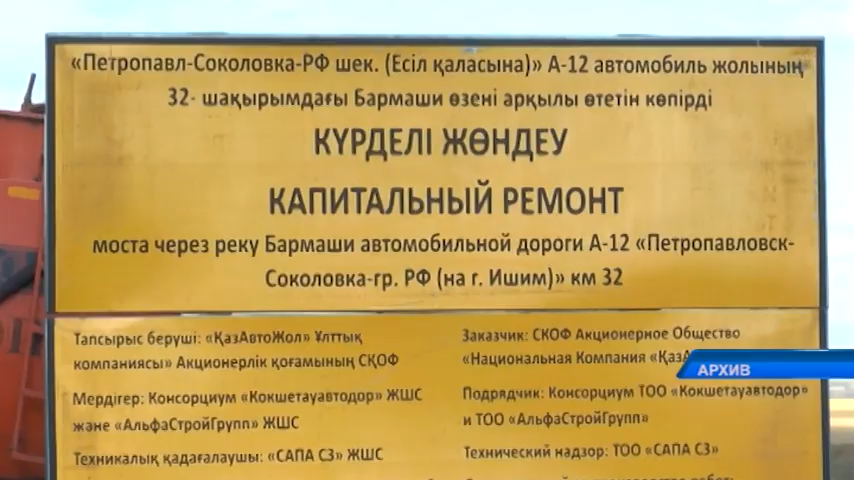 «Петропавл-Соколовка-РФ шек. (Есіл қаласына)» А-12 автомобиль жолының
32- шақырымдағы Бармаши өзені арқылы өтетін көпірді
КҮРДЕЛІ ЖӨНДЕУ
КАПИТАЛЬНЫЙ РЕМОНТ
моста через реку Бармаши автомобильной дороги А-12 «Петропавловск-
Соколовка-гр. РФ (на г. Ишим)» км 32
Тапсырыс беруші: «ҚазАвтоЖол» Ұлттық
компаниясы» Акционерлік қоғамының СҚОФ
Мердігер: Консорциум «Кокшетауавтодор» ЖШС
және «АльфаСтройГрупп» ЖШС
Техникалық қадағалаушы: «САПА СЗ» ЖШС
Заказчик: СКОФ Акционерное Общество
«Национальная Компания
АРХИВ
Подрядчик: Консорциум ТОО «Кокшетауавтодор»
и ТОО «АльфаСтройГрупп»
Технический надзор: ТОО «САПА СЗ»